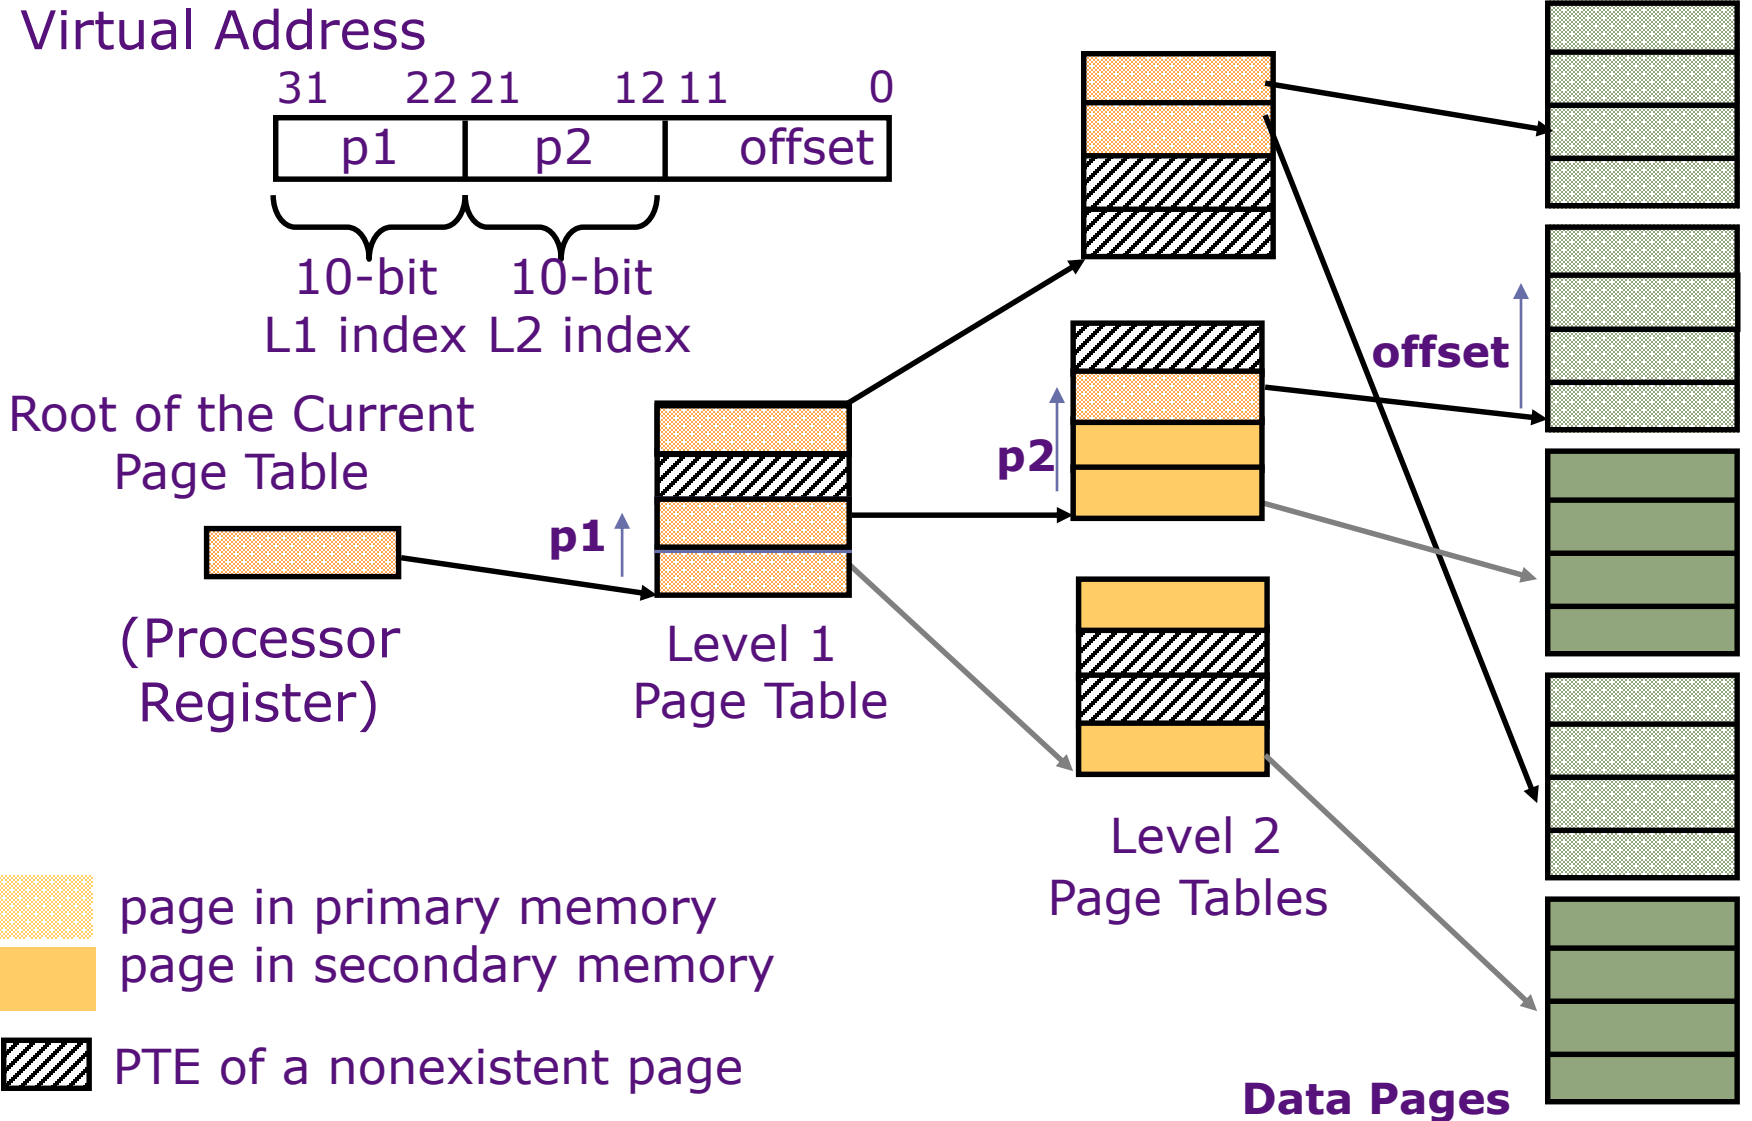 Virtual Address
31 22 21 12 11 0
p1 p2 offset
10-bit 10-bit
L1 index L2 index
Root of the Current
Page Table
(Processor
Register)
p1
Level 1
Page Table
p2
offset
Level 2
Page Tables
page in primary memory
page in secondary memory
PTE of a nonexistent page
Data Pages